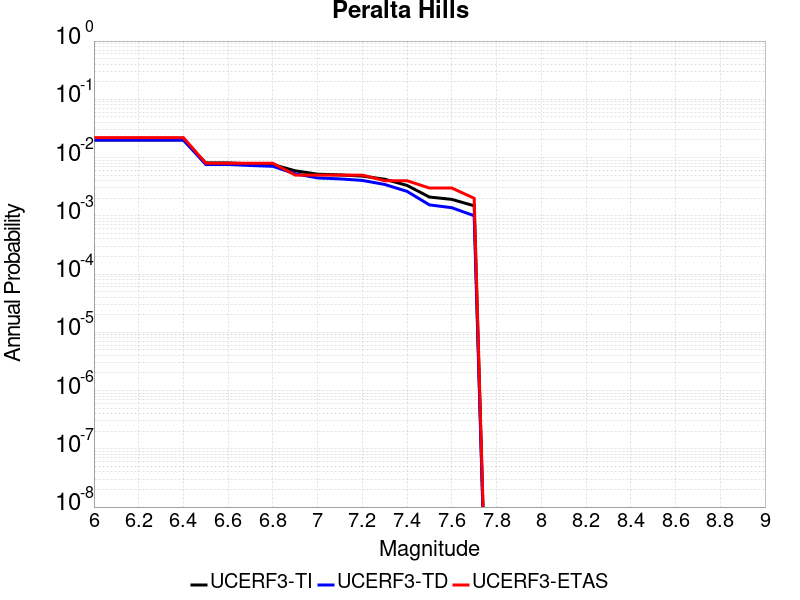 Peralta Hills
Annual Probability
10^0
10^-1
10^-2
10^-3
10^-4
10^-5
10^-6
10^-7
10^-8
6 6.2 6.4 6.6 6.8 7 7.2 7.4 7.6 7.8 8 8.2 8.4 8.6 8.8 9
Magnitude
UCERF3-TI UCERF3-TD UCERF3-ETAS